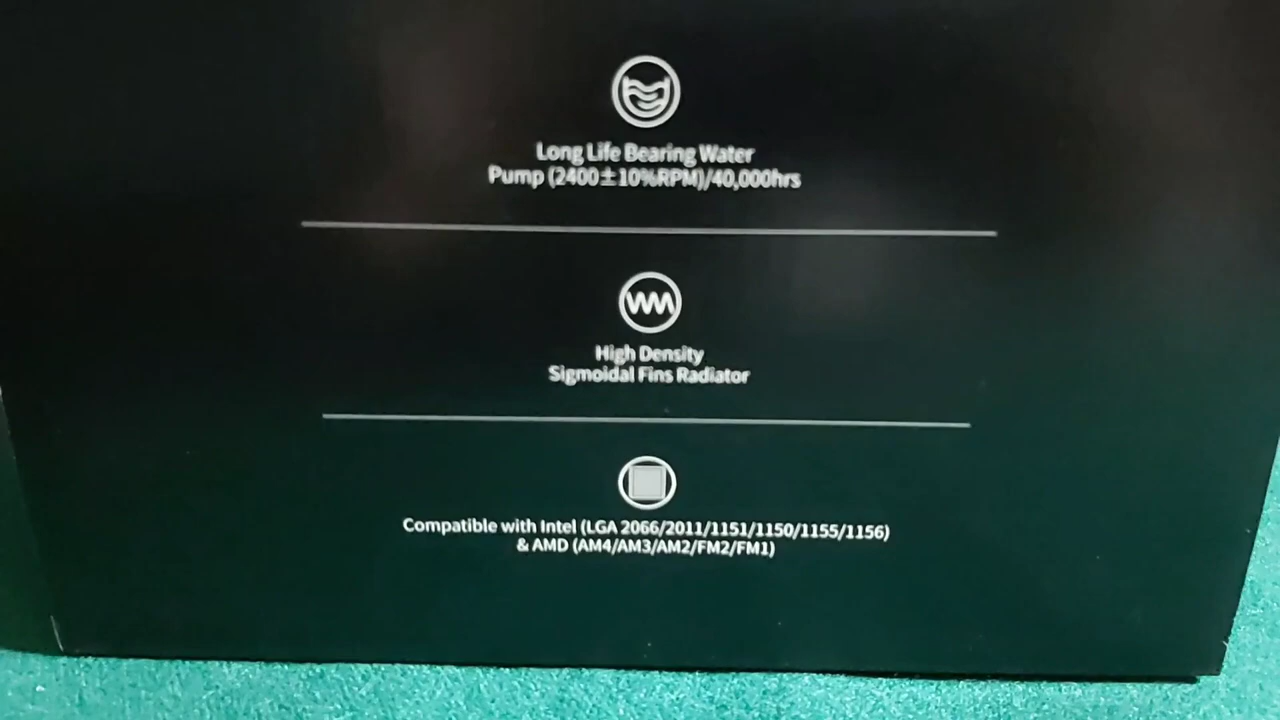 Long Life Bearing Water
Pump (2400±10%RPM)/40,000hrs
High Density
Sigmoidal Fins Radiator
Compatible with Intel (LGA 2066/2011/1151/1150/1155/1156)
& AMD (AM4/AM3/AM2/FM2/FM1)